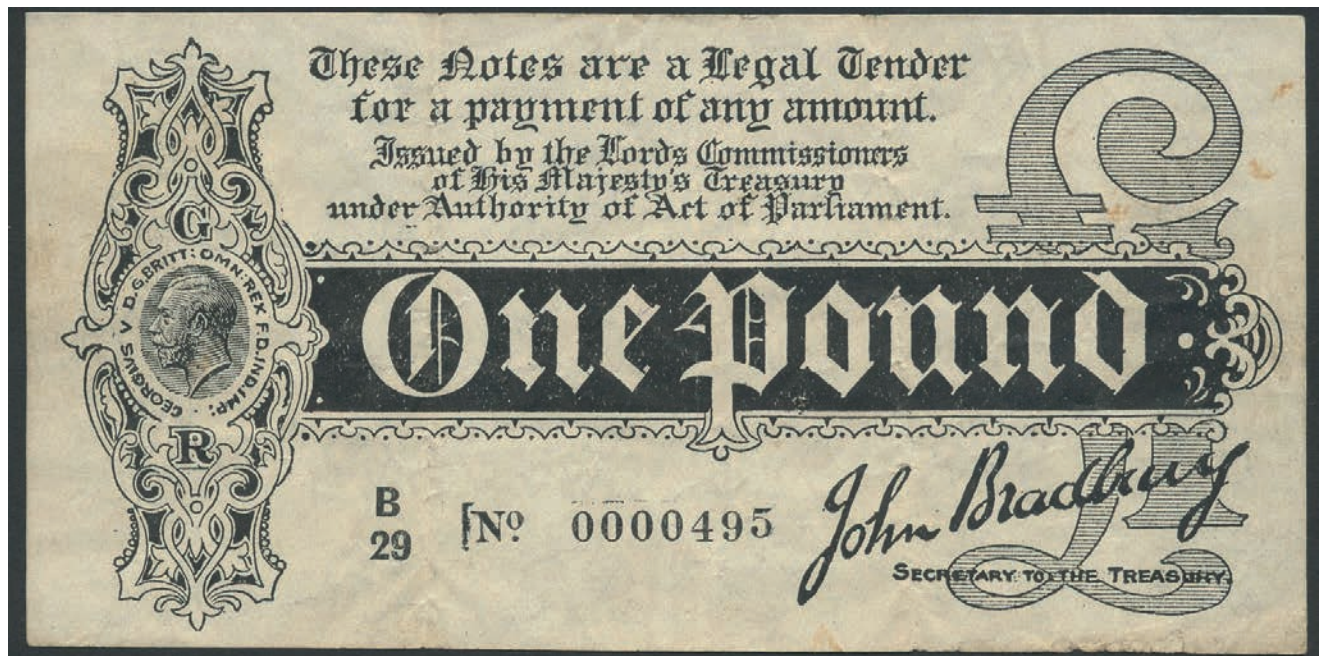 These Notes are a Legal Tender
for a payment of any amount.
Issued by the Lords Commissioners
of His Majesty's Treasury
under Authority of Act of Parliament.
£1
G
GEORGIUS V D.G.BRITT:OMN:REX F.D.IND:IMP:
One Pound
R
B
29
No 0000495
John Bradbury
SECRETARY TO THE TREASURY.